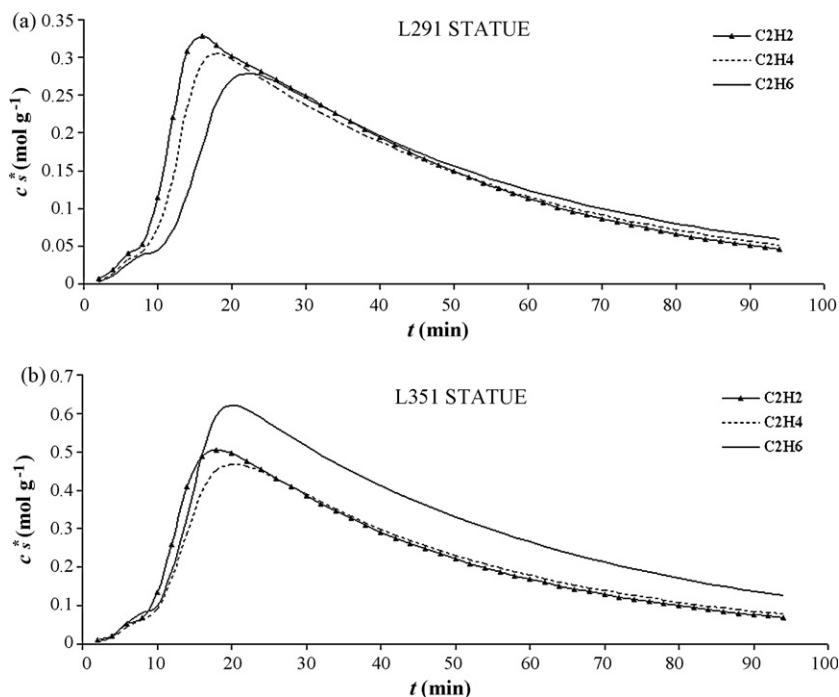 (a)
L291 STATUE
C2H2
C2H4
C2H6
0.35
0.3
0.25
0.2
0.15
0.1
0.05
0
c s* (mol g-1)
0 10 20 30 40 50 60 70 80 90 100
t (min)
(b)
L351 STATUE
C2H2
C2H4
C2H6
0.7
0.6
0.5
0.4
0.3
0.2
0.1
0
c s* (mol g-1)
0 10 20 30 40 50 60 70 80 90 100
t (min)